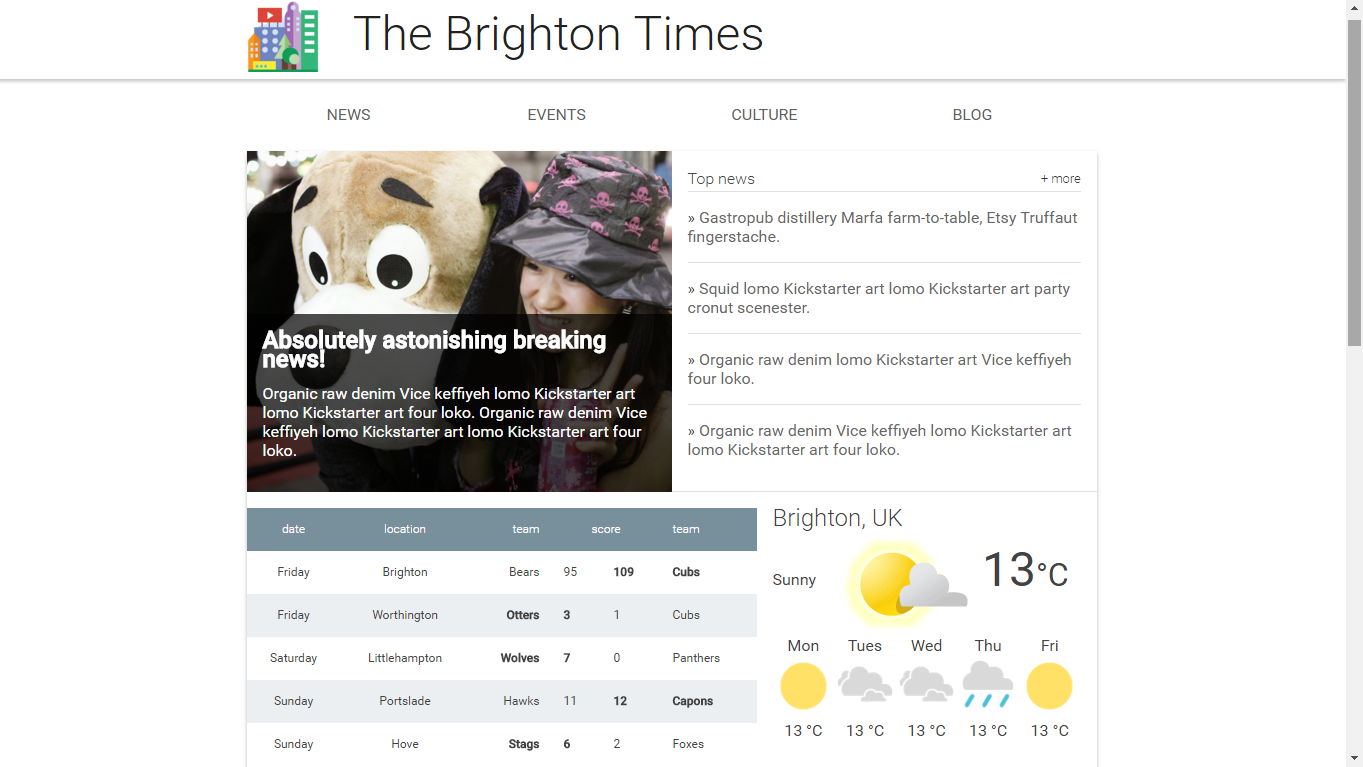 The Brighton Times
NEWS EVENTS CULTURE BLOG
Absolutely astonishing breaking
news!
Organic raw denim Vice keffiyeh lomo Kickstarter art
lomo Kickstarter art four loko. Organic raw denim Vice
keffiyeh lomo Kickstarter art lomo Kickstarter art four
loko.
Top news + more
» Gastropub distillery Marfa farm-to-table, Etsy Truffaut
fingerstache.
» Squid lomo Kickstarter art lomo Kickstarter art party
cronut scenester.
» Organic raw denim lomo Kickstarter art Vice keffiyeh
four loko.
» Organic raw denim Vice keffiyeh lomo Kickstarter art
lomo Kickstarter art four loko.
date location team score team
Friday Brighton Bears 95 109 Cubs
Friday Worthington Otters 3 1 Cubs
Saturday Littlehampton Wolves 7 0 Panthers
Sunday Portslade Hawks 11 12 Capons
Sunday Hove Stags 6 2 Foxes
Brighton, UK
Sunny 13°C
Mon Tues Wed Thu Fri
13 °C 13 °C 13 °C 13 °C 13 °C